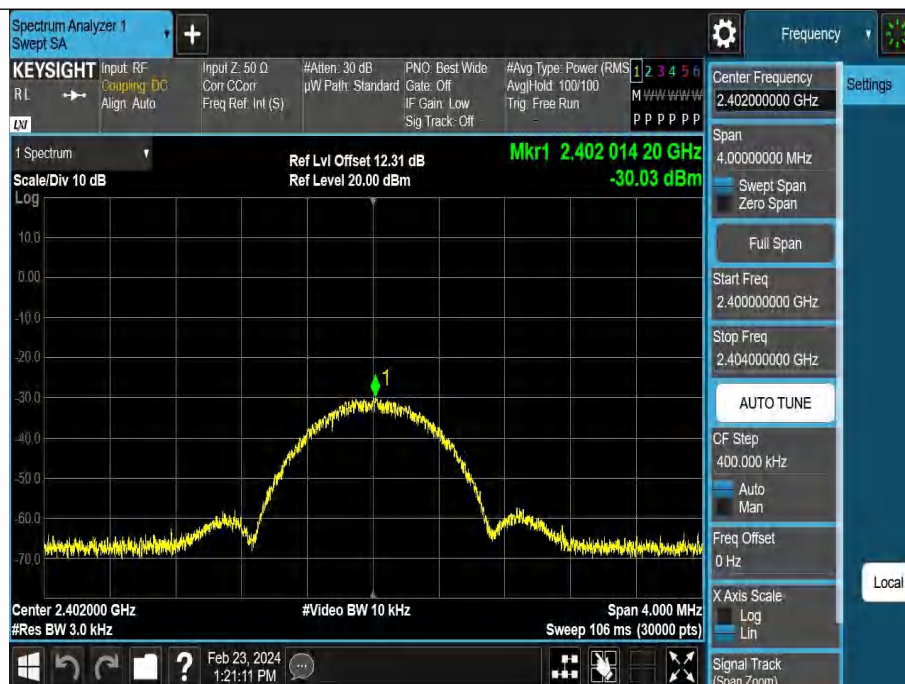 Spectrum Analyzer 1
Swept SA
+
Frequency
KEYSIGHT
RL
LXI
Input: RF
Coupling: DC
Align: Auto
Input Z: 50 Ω
Corr CCorr
Freq Ref: Int (S)
#Atten: 30 dB
µW Path: Standard
PNO: Best Wide
Gate: Off
IF Gain: Low
Sig Track: Off
#Avg Type: Power (RMS
Avg|Hold: 100/100
Trig: Free Run
1 2 3 4 5 6
M W W W W W
P P P P P P
1 Spectrum
Scale/Div 10 dB
Log
Ref Lvl Offset 12.31 dB
Ref Level 20.00 dBm
Mkr1 2.402 014 20 GHz
-30.03 dBm
10.0
0.00
-10.0
-20.0
-30.0
-40.0
-50.0
-60.0
-70.0
1
Center 2.402000 GHz
#Res BW 3.0 kHz
#Video BW 10 kHz
Span 4.000 MHz
Sweep 106 ms (30000 pts)
Feb 23, 2024
1:21:11 PM
Center Frequency
2.402000000 GHz
Span
4.00000000 MHz
Swept Span
Zero Span
Full Span
Start Freq
2.400000000 GHz
Stop Freq
2.404000000 GHz
AUTO TUNE
CF Step
400.000 kHz
Auto
Man
Freq Offset
0 Hz
X Axis Scale
Log
Lin
Signal Track
(Span Zoom)
Settings
Local